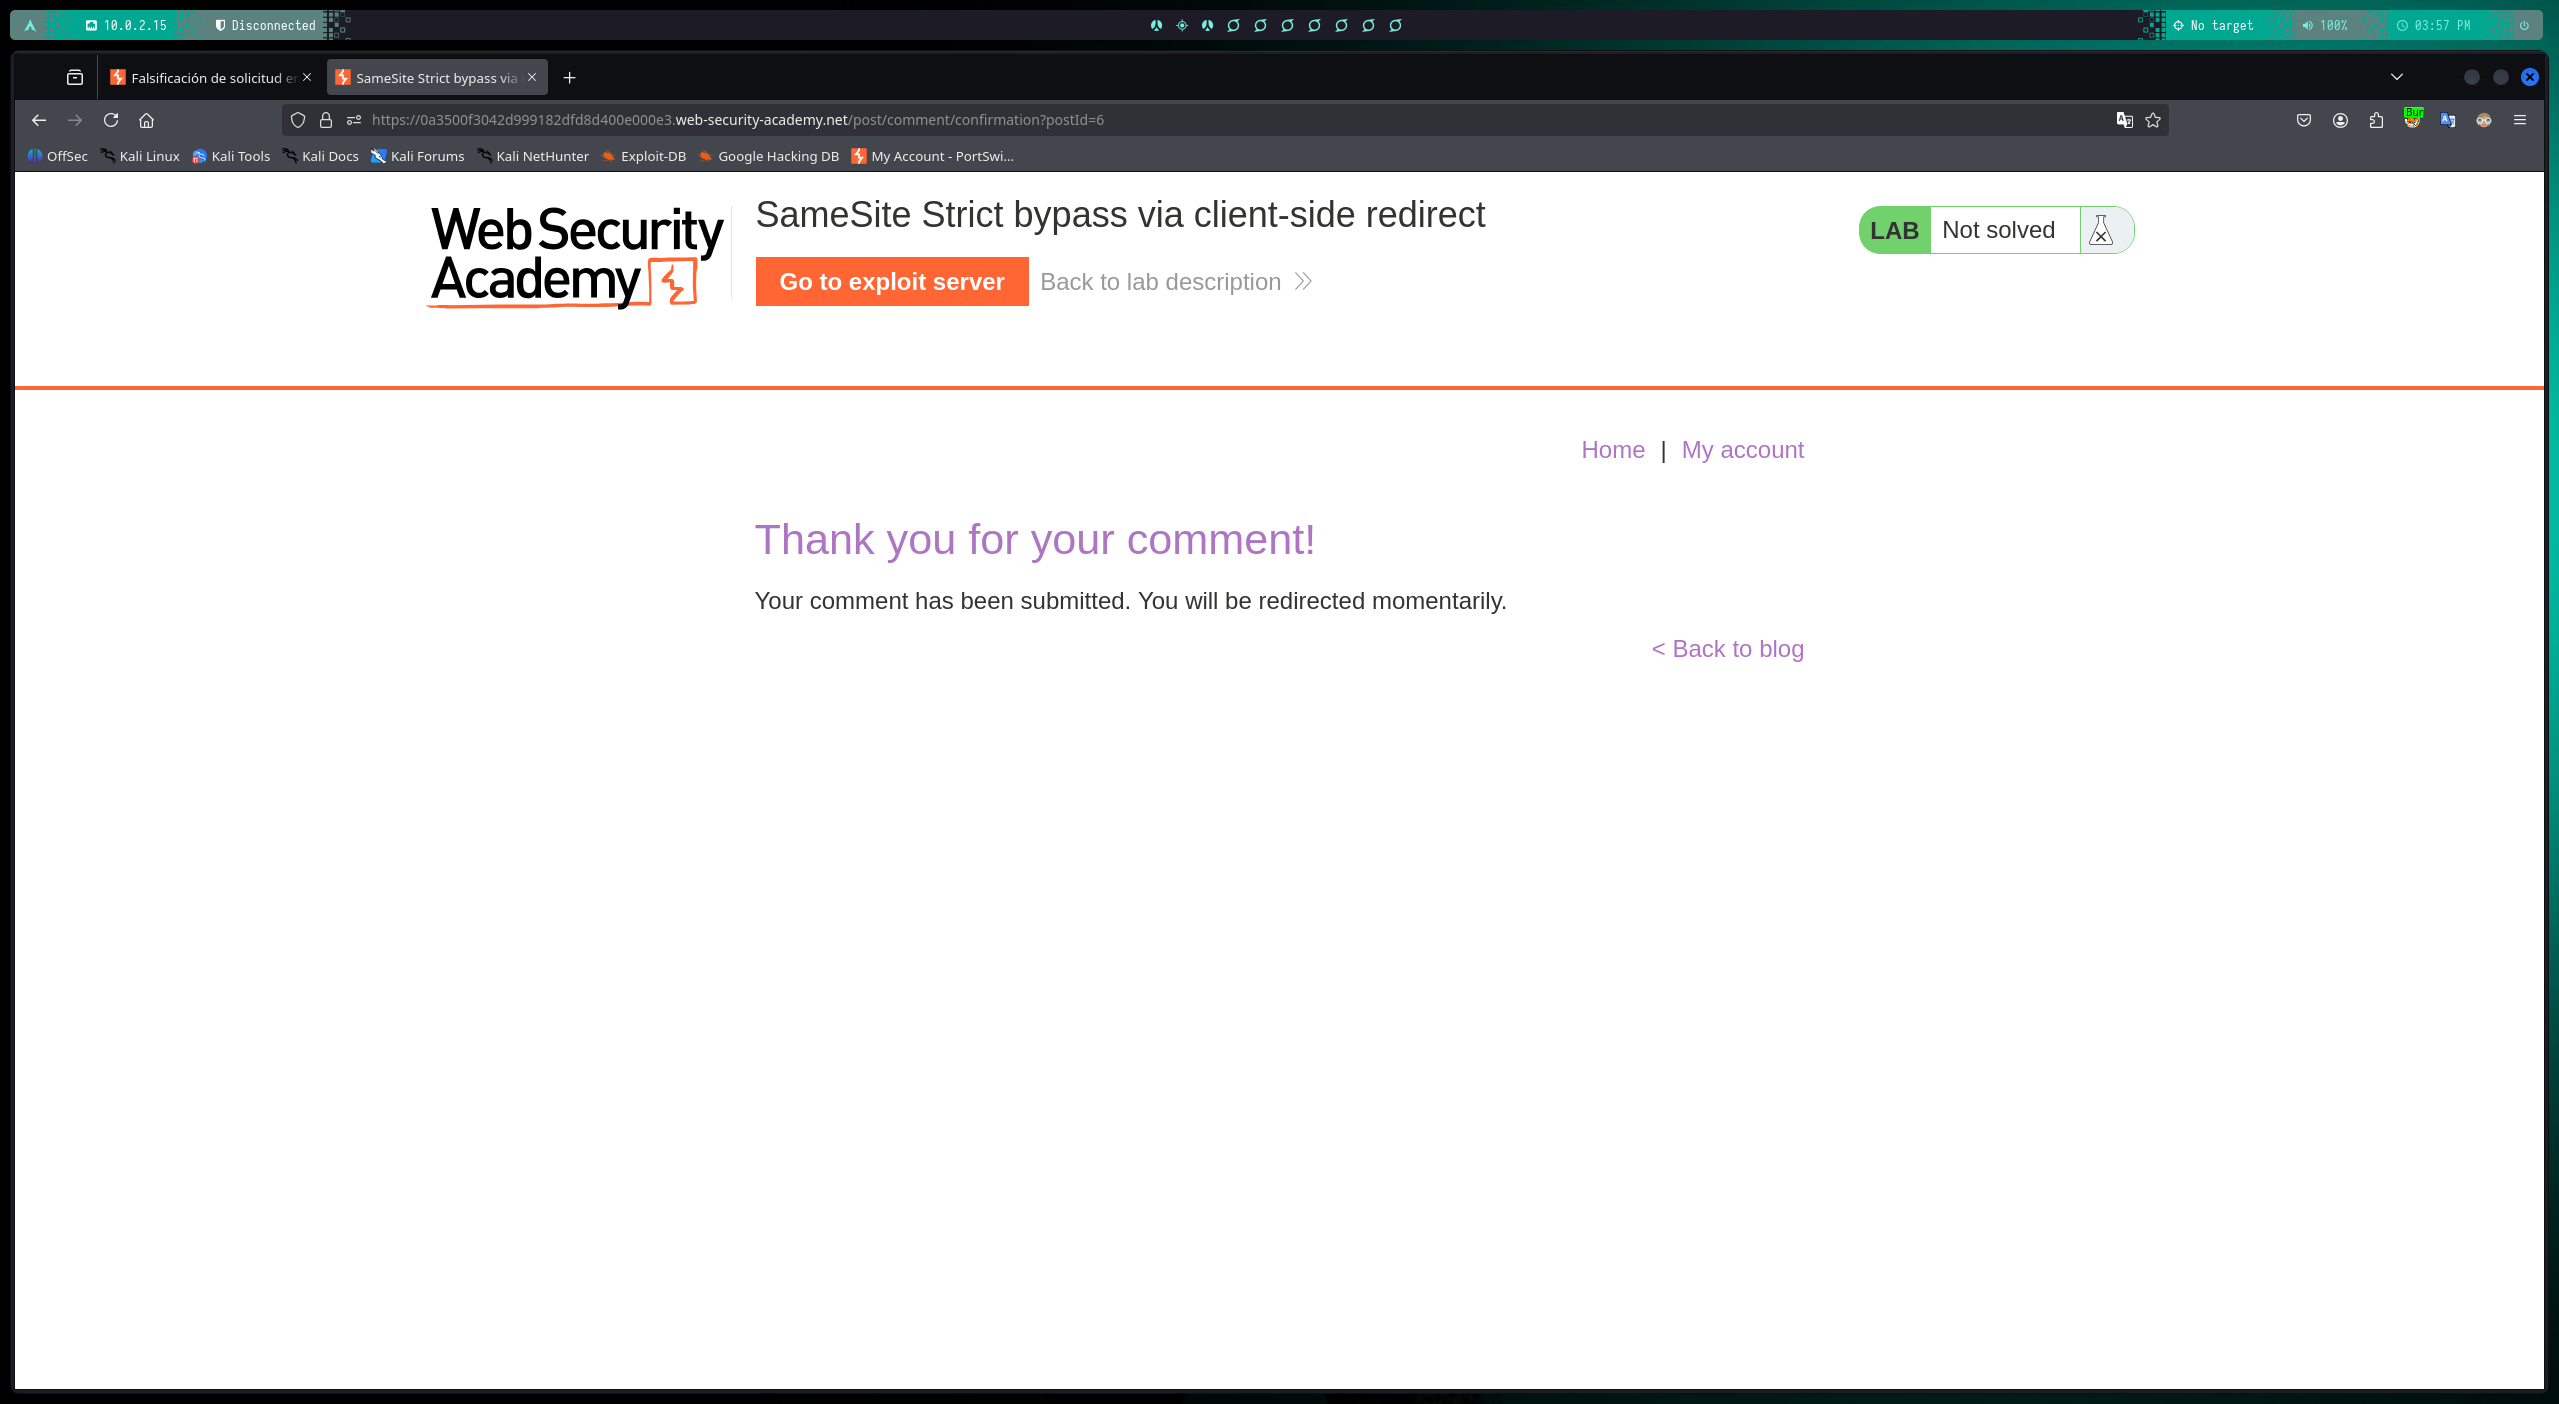 10.0.2.15
Disconnected
No target
100%
03:57 PM
Falsificación de solicitud en
SameSite Strict bypass via
https://0a3500f3042d999182dfd8d400e000e3.web-security-academy.net/post/comment/confirmation?postId=6
Bur
OffSec
Kali Linux
Kali Tools
Kali Docs
Kali Forums
Kali NetHunter
Exploit-DB
Google Hacking DB
My Account - PortSwi...
Web Security
Academy
SameSite Strict bypass via client-side redirect
Go to exploit server
Back to lab description
LAB
Not solved
Home | My account
Thank you for your comment!
Your comment has been submitted. You will be redirected momentarily.
< Back to blog